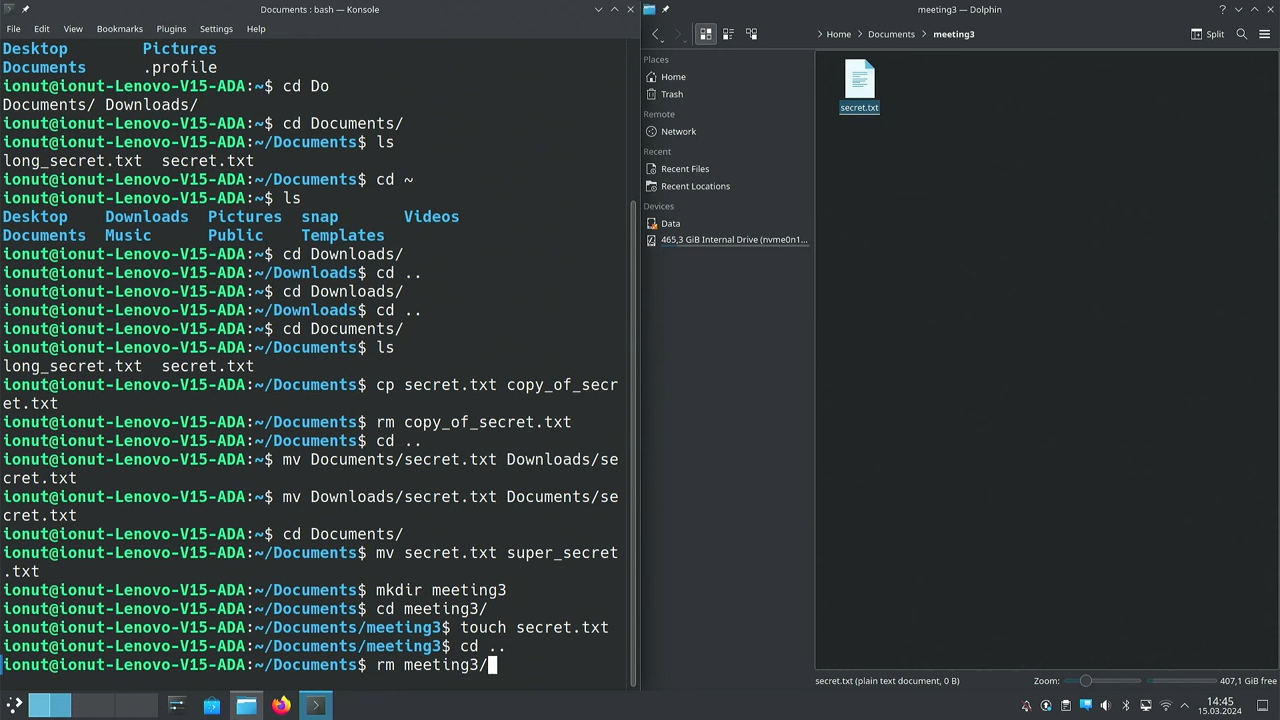 Documents : bash — Konsole
File Edit View Bookmarks Plugins Settings Help
Desktop Pictures
Documents .profile
ionut@ionut-Lenovo-V15-ADA:~$ cd Do
Documents/ Downloads/
ionut@ionut-Lenovo-V15-ADA:~$ cd Documents/
ionut@ionut-Lenovo-V15-ADA:~/Documents$ ls
long_secret.txt secret.txt
ionut@ionut-Lenovo-V15-ADA:~/Documents$ cd ~
ionut@ionut-Lenovo-V15-ADA:~$ ls
Desktop Downloads Pictures snap Videos
Documents Music Public Templates
ionut@ionut-Lenovo-V15-ADA:~$ cd Downloads/
ionut@ionut-Lenovo-V15-ADA:~/Downloads$ cd ..
ionut@ionut-Lenovo-V15-ADA:~$ cd Downloads/
ionut@ionut-Lenovo-V15-ADA:~/Downloads$ cd ..
ionut@ionut-Lenovo-V15-ADA:~$ cd Documents/
ionut@ionut-Lenovo-V15-ADA:~/Documents$ ls
long_secret.txt secret.txt
ionut@ionut-Lenovo-V15-ADA:~/Documents$ cp secret.txt copy_of_secr
et.txt
ionut@ionut-Lenovo-V15-ADA:~/Documents$ rm copy_of_secret.txt
ionut@ionut-Lenovo-V15-ADA:~/Documents$ cd ..
ionut@ionut-Lenovo-V15-ADA:~$ mv Documents/secret.txt Downloads/se
cret.txt
ionut@ionut-Lenovo-V15-ADA:~$ mv Downloads/secret.txt Documents/se
cret.txt
ionut@ionut-Lenovo-V15-ADA:~$ cd Documents/
ionut@ionut-Lenovo-V15-ADA:~/Documents$ mv secret.txt super_secret
.txt
ionut@ionut-Lenovo-V15-ADA:~/Documents$ mkdir meeting3
ionut@ionut-Lenovo-V15-ADA:~/Documents$ cd meeting3/
ionut@ionut-Lenovo-V15-ADA:~/Documents/meeting3$ touch secret.txt
ionut@ionut-Lenovo-V15-ADA:~/Documents/meeting3$ cd ..
ionut@ionut-Lenovo-V15-ADA:~/Documents$ rm meeting3/
meeting3 — Dolphin
Home Documents meeting3 Split
Places
Home
Trash
Remote
Network
Recent
Recent Files
Recent Locations
Devices
Data
465,3 GiB Internal Drive (nvme0n1...
secret.txt
secret.txt (plain text document, 0 B) Zoom: 407,1 GiB free
14:45
15.03.2024